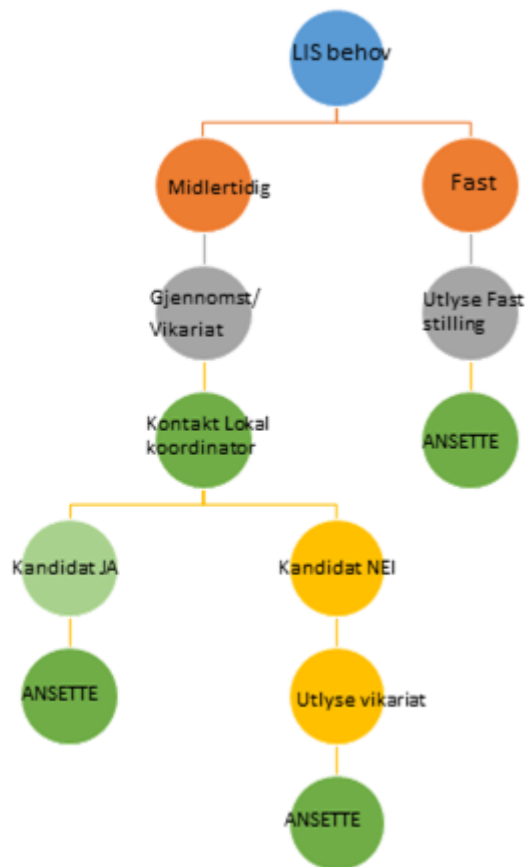 LIS behov
Midlertidig
Fast
Gjennomst/
Vikariat
Utlyse Fast
stilling
Kontakt Lokal
koordinator
ANSETTE
Kandidat JA
Kandidat NEI
ANSETTE
Utlyse vikariat
ANSETTE